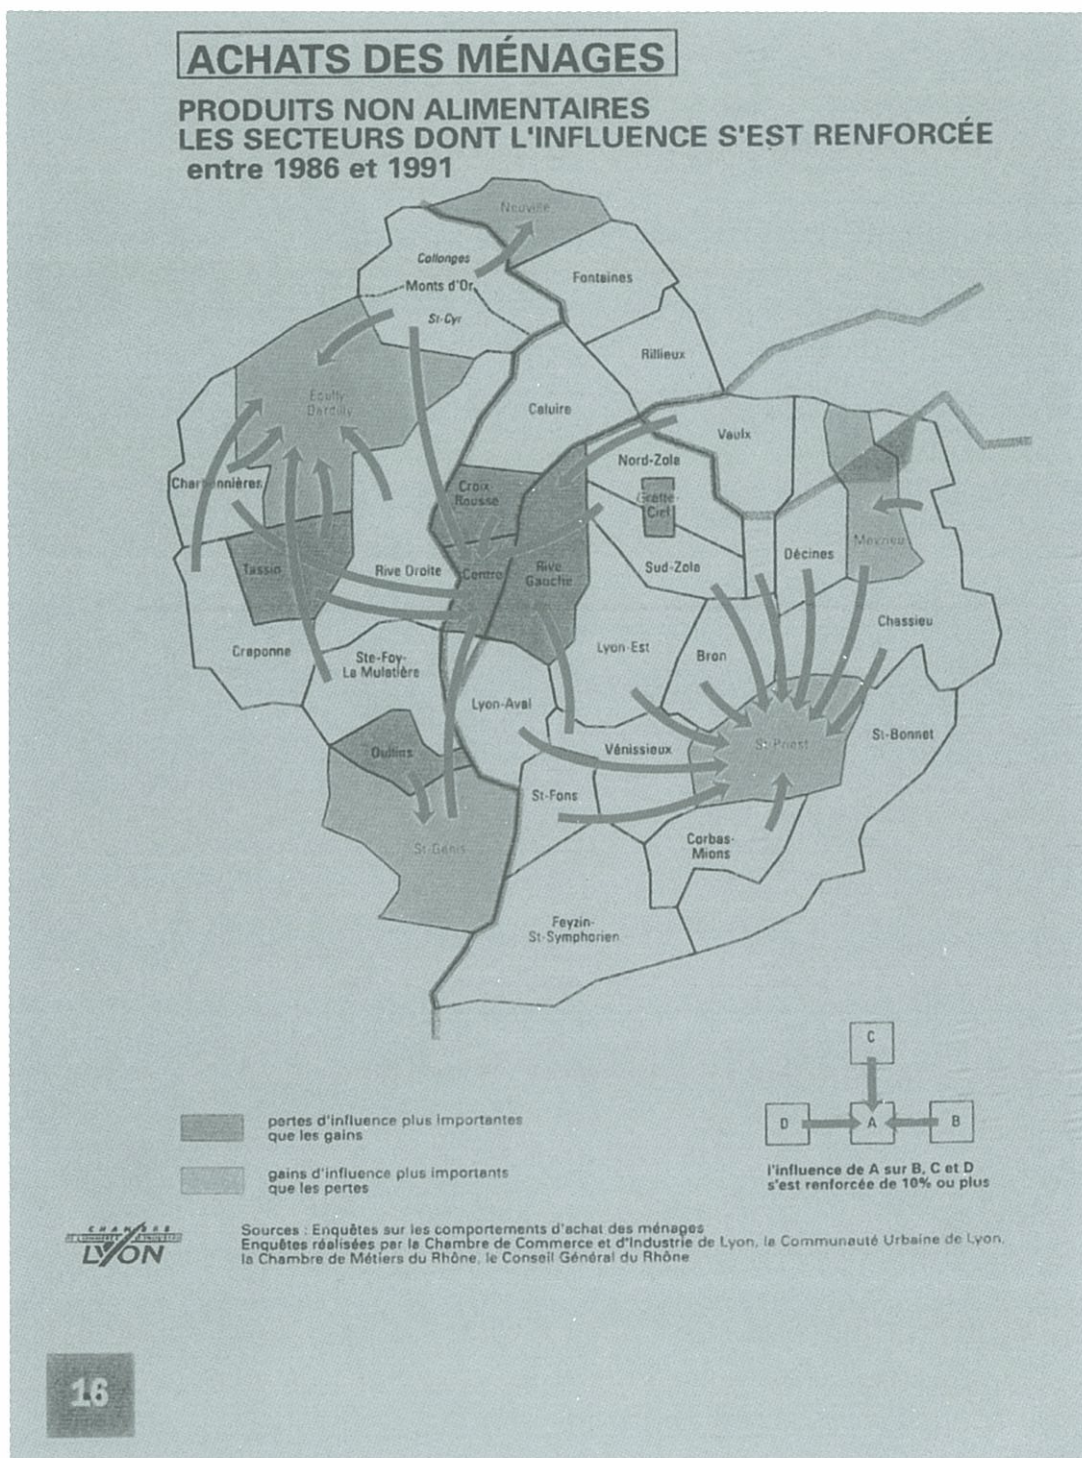 ACHATS DES MÉNAGES
PRODUITS NON ALIMENTAIRES
LES SECTEURS DONT L'INFLUENCE S'EST RENFORCÉE
entre 1986 et 1991
Neuville
Collonges
Monts d'Or
St-Cyr
Fontaines
Rillieux
Ecully-
Dardilly
Caluire
Vaulx
Nord-Zola
Charbonnières
Croix-
Rousse
Gratte-
Ciel
Meyzieu
Décines
Tassin
Rive Droite
Centre
Rive
Gauche
Sud-Zola
Chassieu
Craponne
Ste-Foy-
La Mulatière
Lyon-Est
Bron
Lyon-Aval
St-Bonnet
Oullins
Vénissieux
St-Priest
St-Fons
St-Genis
Corbas-
Mions
Feyzin-
St-Symphorien
C
D
A
B
pertes d'influence plus importantes
que les gains
gains d'influence plus importants
que les pertes
l'influence de A sur B, C et D
s'est renforcée de 10% ou plus
CHAMBRE
LYON
Sources : Enquêtes sur les comportements d'achat des ménages
Enquêtes réalisées par la Chambre de Commerce et d'Industrie de Lyon, la Communauté Urbaine de Lyon,
la Chambre de Métiers du Rhône, le Conseil Général du Rhône
16